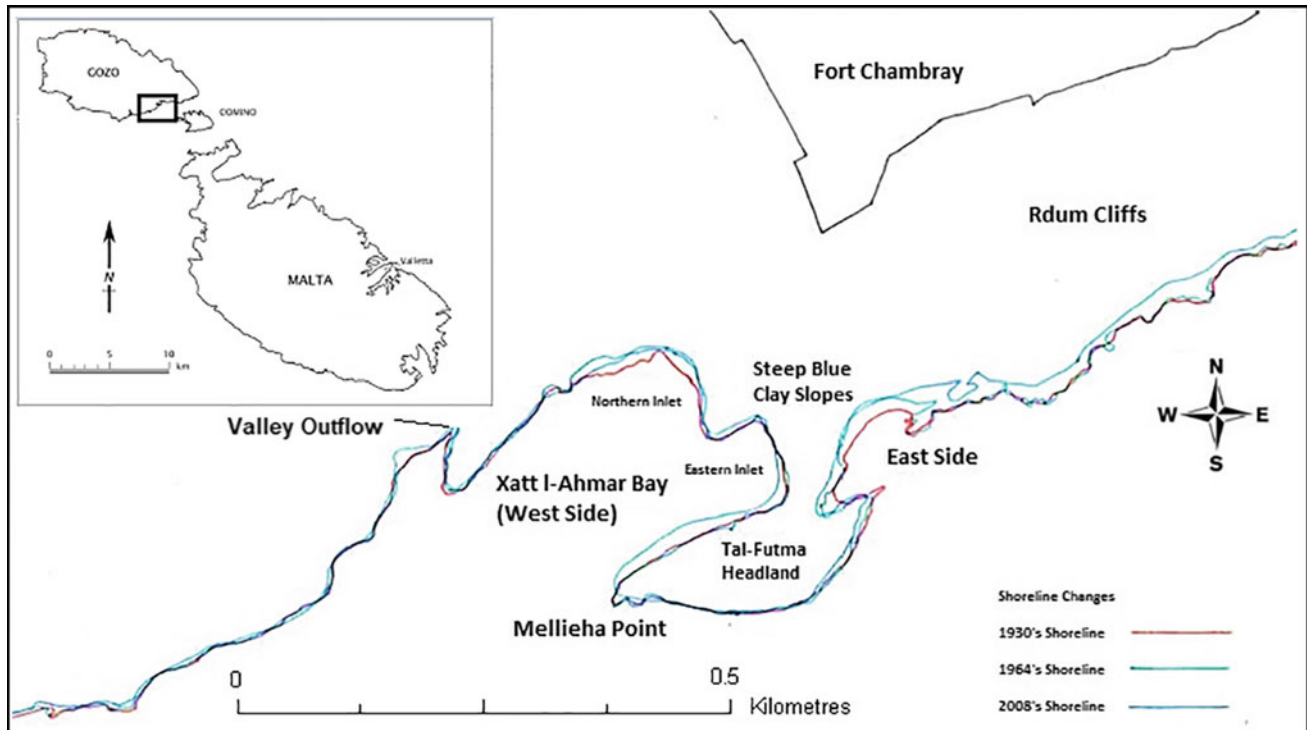 GOZO
COMINO
N
Valletta
MALTA
0 5 10
km
Fort Chambray
Rdum Cliffs
Steep Blue
Clay Slopes
Northern Inlet
Valley Outflow
N
W E
S
East Side
Eastern Inlet
Xatt l-Ahmar Bay
(West Side)
Tal-Futma
Headland
Mellieha Point
Shoreline Changes
1930's Shoreline
1964's Shoreline
2008's Shoreline
0 0.5
Kilometres